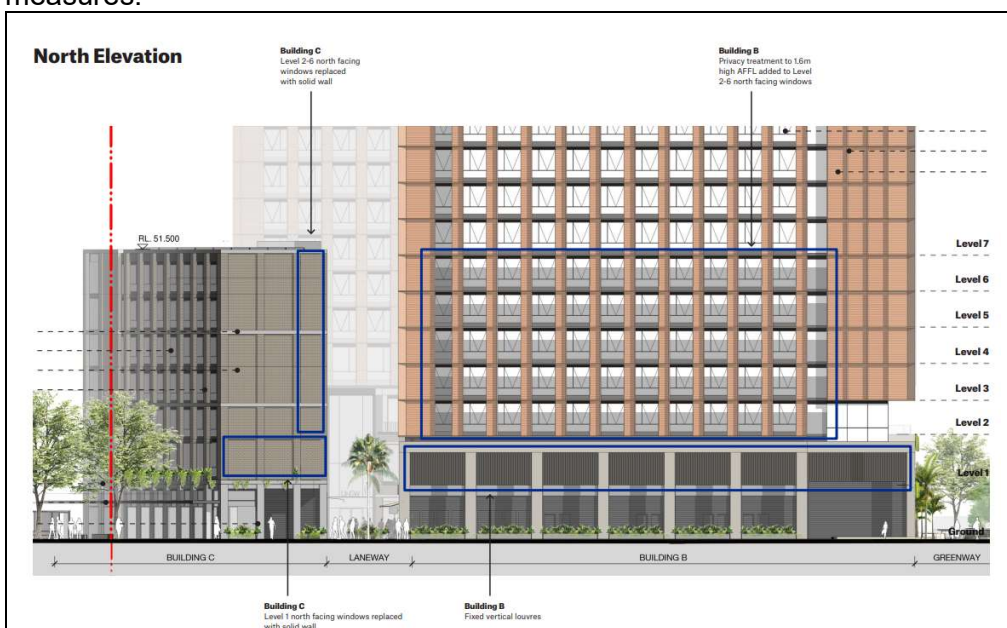 measures.
North Elevation
Building C
Level 2-6 north facing
windows replaced
with solid wall
Building B
Privacy treatment to 1.6m
high AFFL added to Level
2-6 north facing windows
RL. 51.500
Level 7
Level 6
Level 5
Level 4
Level 3
Level 2
Level 1
Ground
BUILDING C
LANEWAY
BUILDING B
GREENWAY
Building C
Level 1 north facing windows replaced
with solid wall
Building B
Fixed vertical louvres